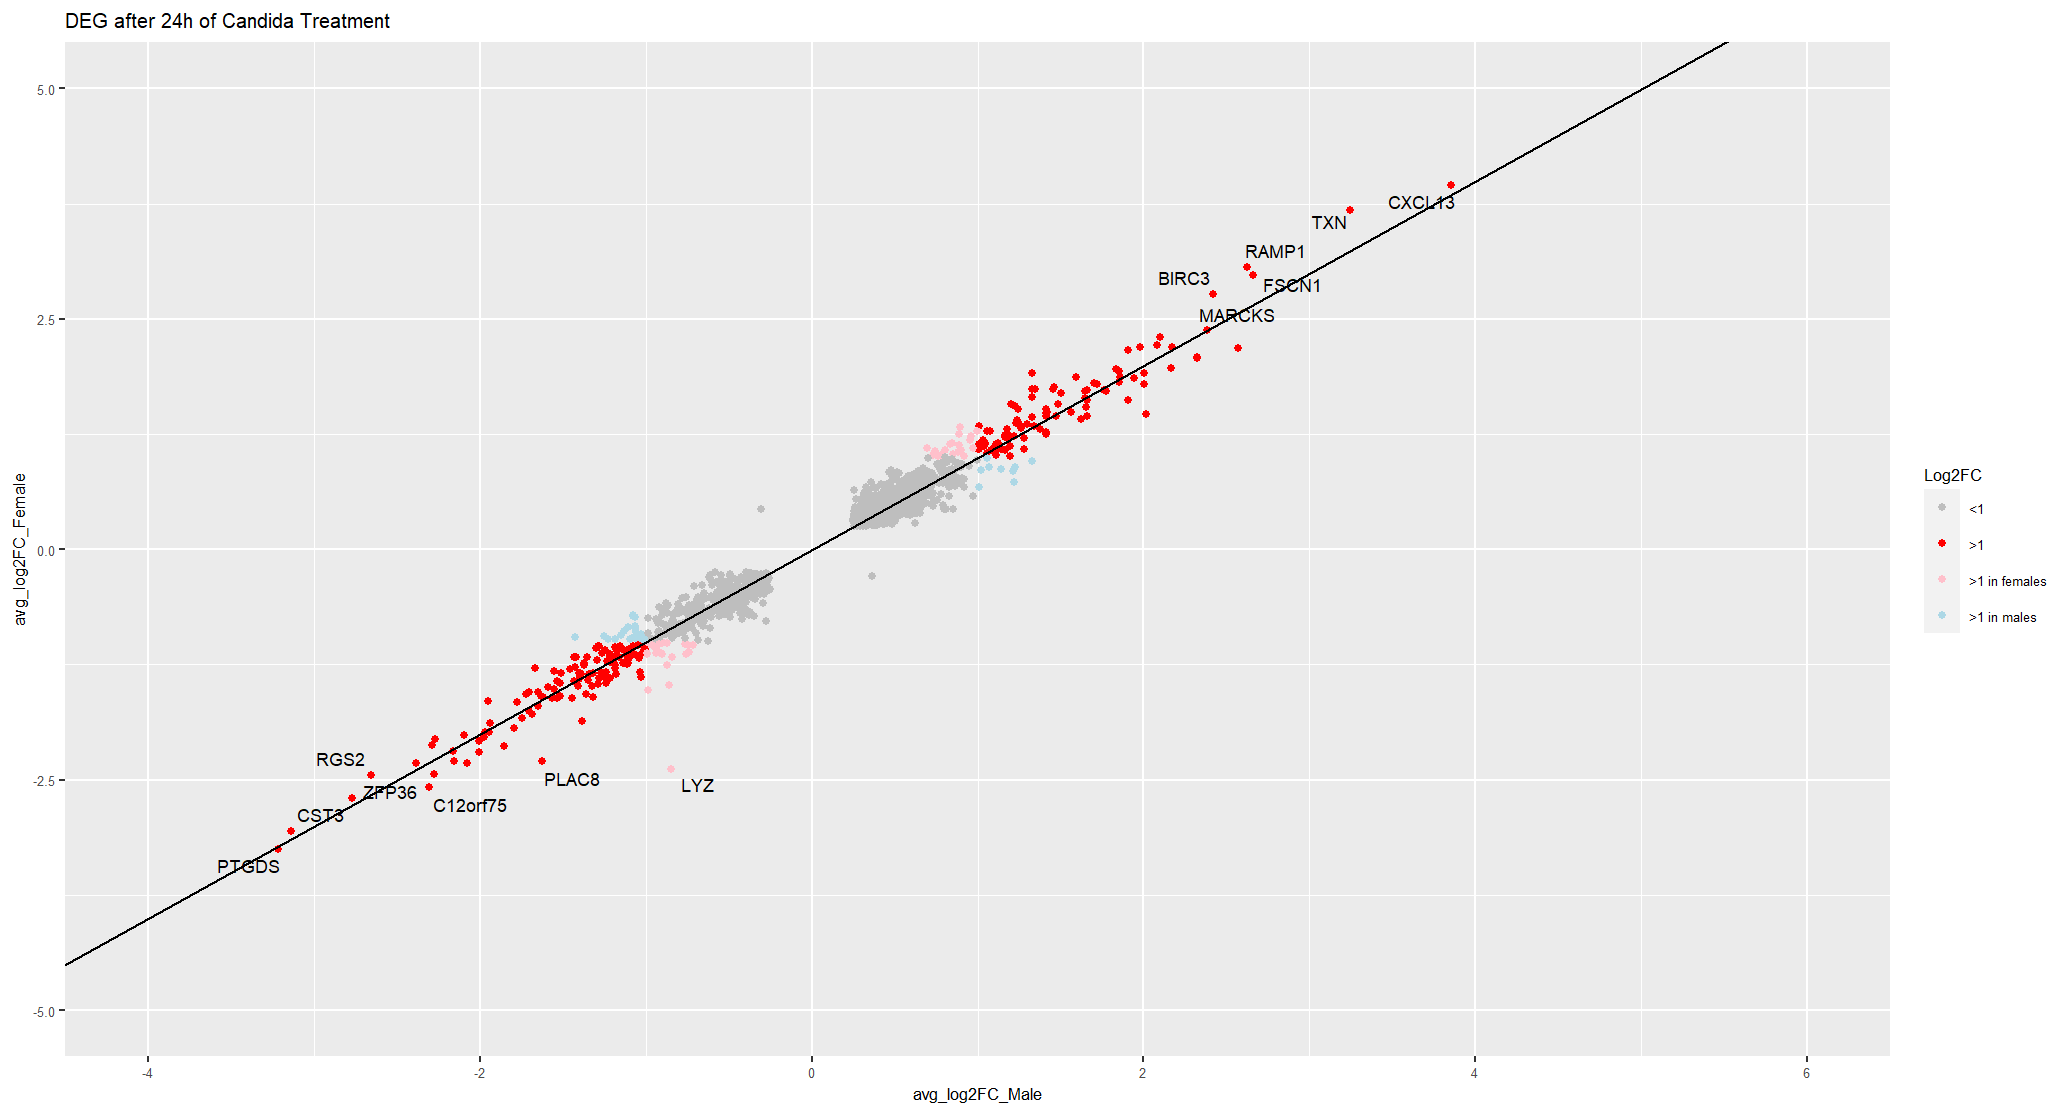 DEG after 24h of Candida Treatment
5.0
2.5
0.0
-2.5
-5.0
avg_log2FC_Female
CXCL13
TXN
RAMP1
BIRC3
FSCN1
MARCKS
RGS2
PLAC8
LYZ
ZFP36
C12orf75
CST3
PTGDS
-4
-2
0
2
4
6
avg_log2FC_Male
Log2FC
<1
>1
>1 in females
>1 in males